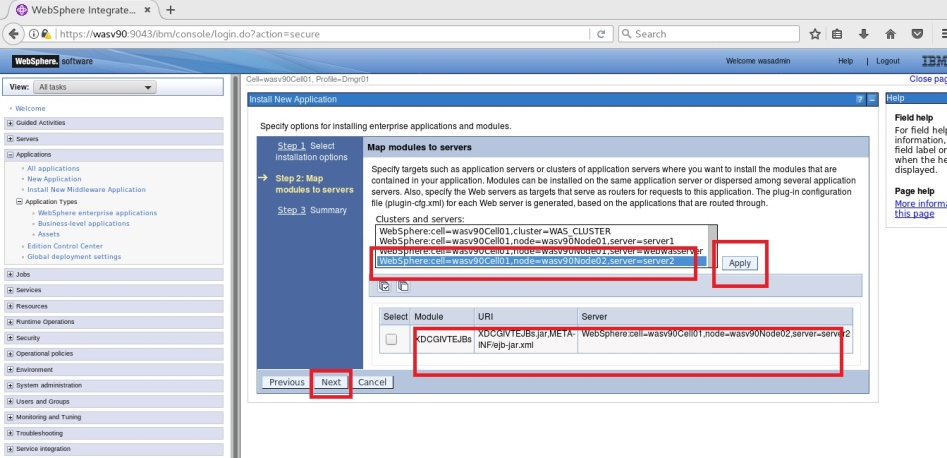 WebSphere Integrate...
https://wasv90:9043/ibm/console/login.do?action=secure
Search
WebSphere. software
Welcome wasadmin
Help
Logout
IBM
View: All tasks
Welcome
Guided Activities
Servers
Applications
All applications
New Application
Install New Middleware Application
Application Types
WebSphere enterprise applications
Business-level applications
Assets
Edition Control Center
Global deployment settings
Jobs
Services
Resources
Runtime Operations
Security
Operational policies
Environment
System administration
Users and Groups
Monitoring and Tuning
Troubleshooting
Service integration
Cell=wasv90Cell01, Profile=Dmgr01
Close pag
Install New Application
Specify options for installing enterprise applications and modules.
Step 1 Select
installation options
Step 2: Map
modules to servers
Step 3 Summary
Map modules to servers
Specify targets such as application servers or clusters of application servers where you want to install the modules that are
contained in your application. Modules can be installed on the same application server or dispersed among several application
servers. Also, specify the Web servers as targets that serve as routers for requests to this application. The plug-in configuration
file (plugin-cfg.xml) for each Web server is generated, based on the applications that are routed through.
Clusters and servers:
WebSphere:cell=wasv90Cell01,cluster=WAS_CLUSTER
WebSphere:cell=wasv90Cell01,node=wasv90Node01,server=server1
WebSphere:cell=wasv90Cell01,node=wasv90Node01,server=webwasserver
WebSphere:cell=wasv90Cell01,node=wasv90Node02,server=server2
Apply
Select Module URI Server
XDCGIVTEJBs XDCGIVTEJBs.jar,META- WebSphere:cell=wasv90Cell01,node=wasv90Node02,server=server2
INF/ejb-jar.xml
Previous Next Cancel
Help
Field help
For field help
information,
field label or
when the he
displayed.
Page help
More informa
this page